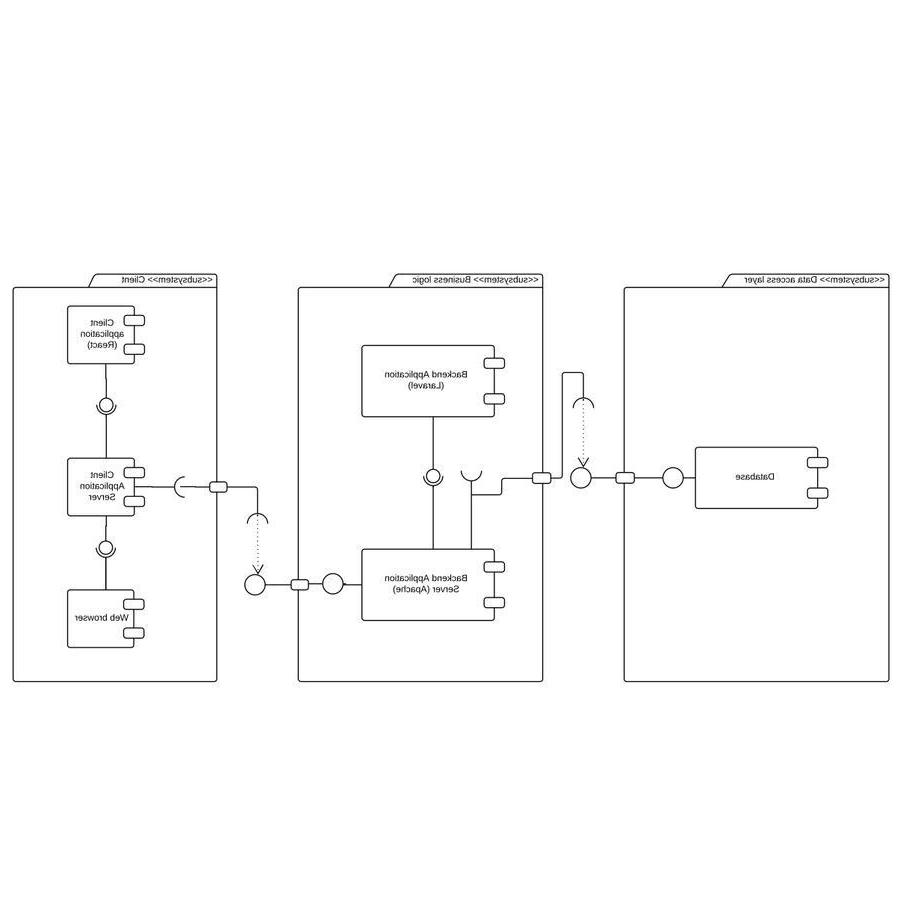 <<subsystem>> Client
Client
application
(React)
Client
Application
Server
Web browser
<<subsystem>> Business logic
Backend Application
(Laravel)
Backend Application
Server (Apache)
<<subsystem>> Data access layer
Database